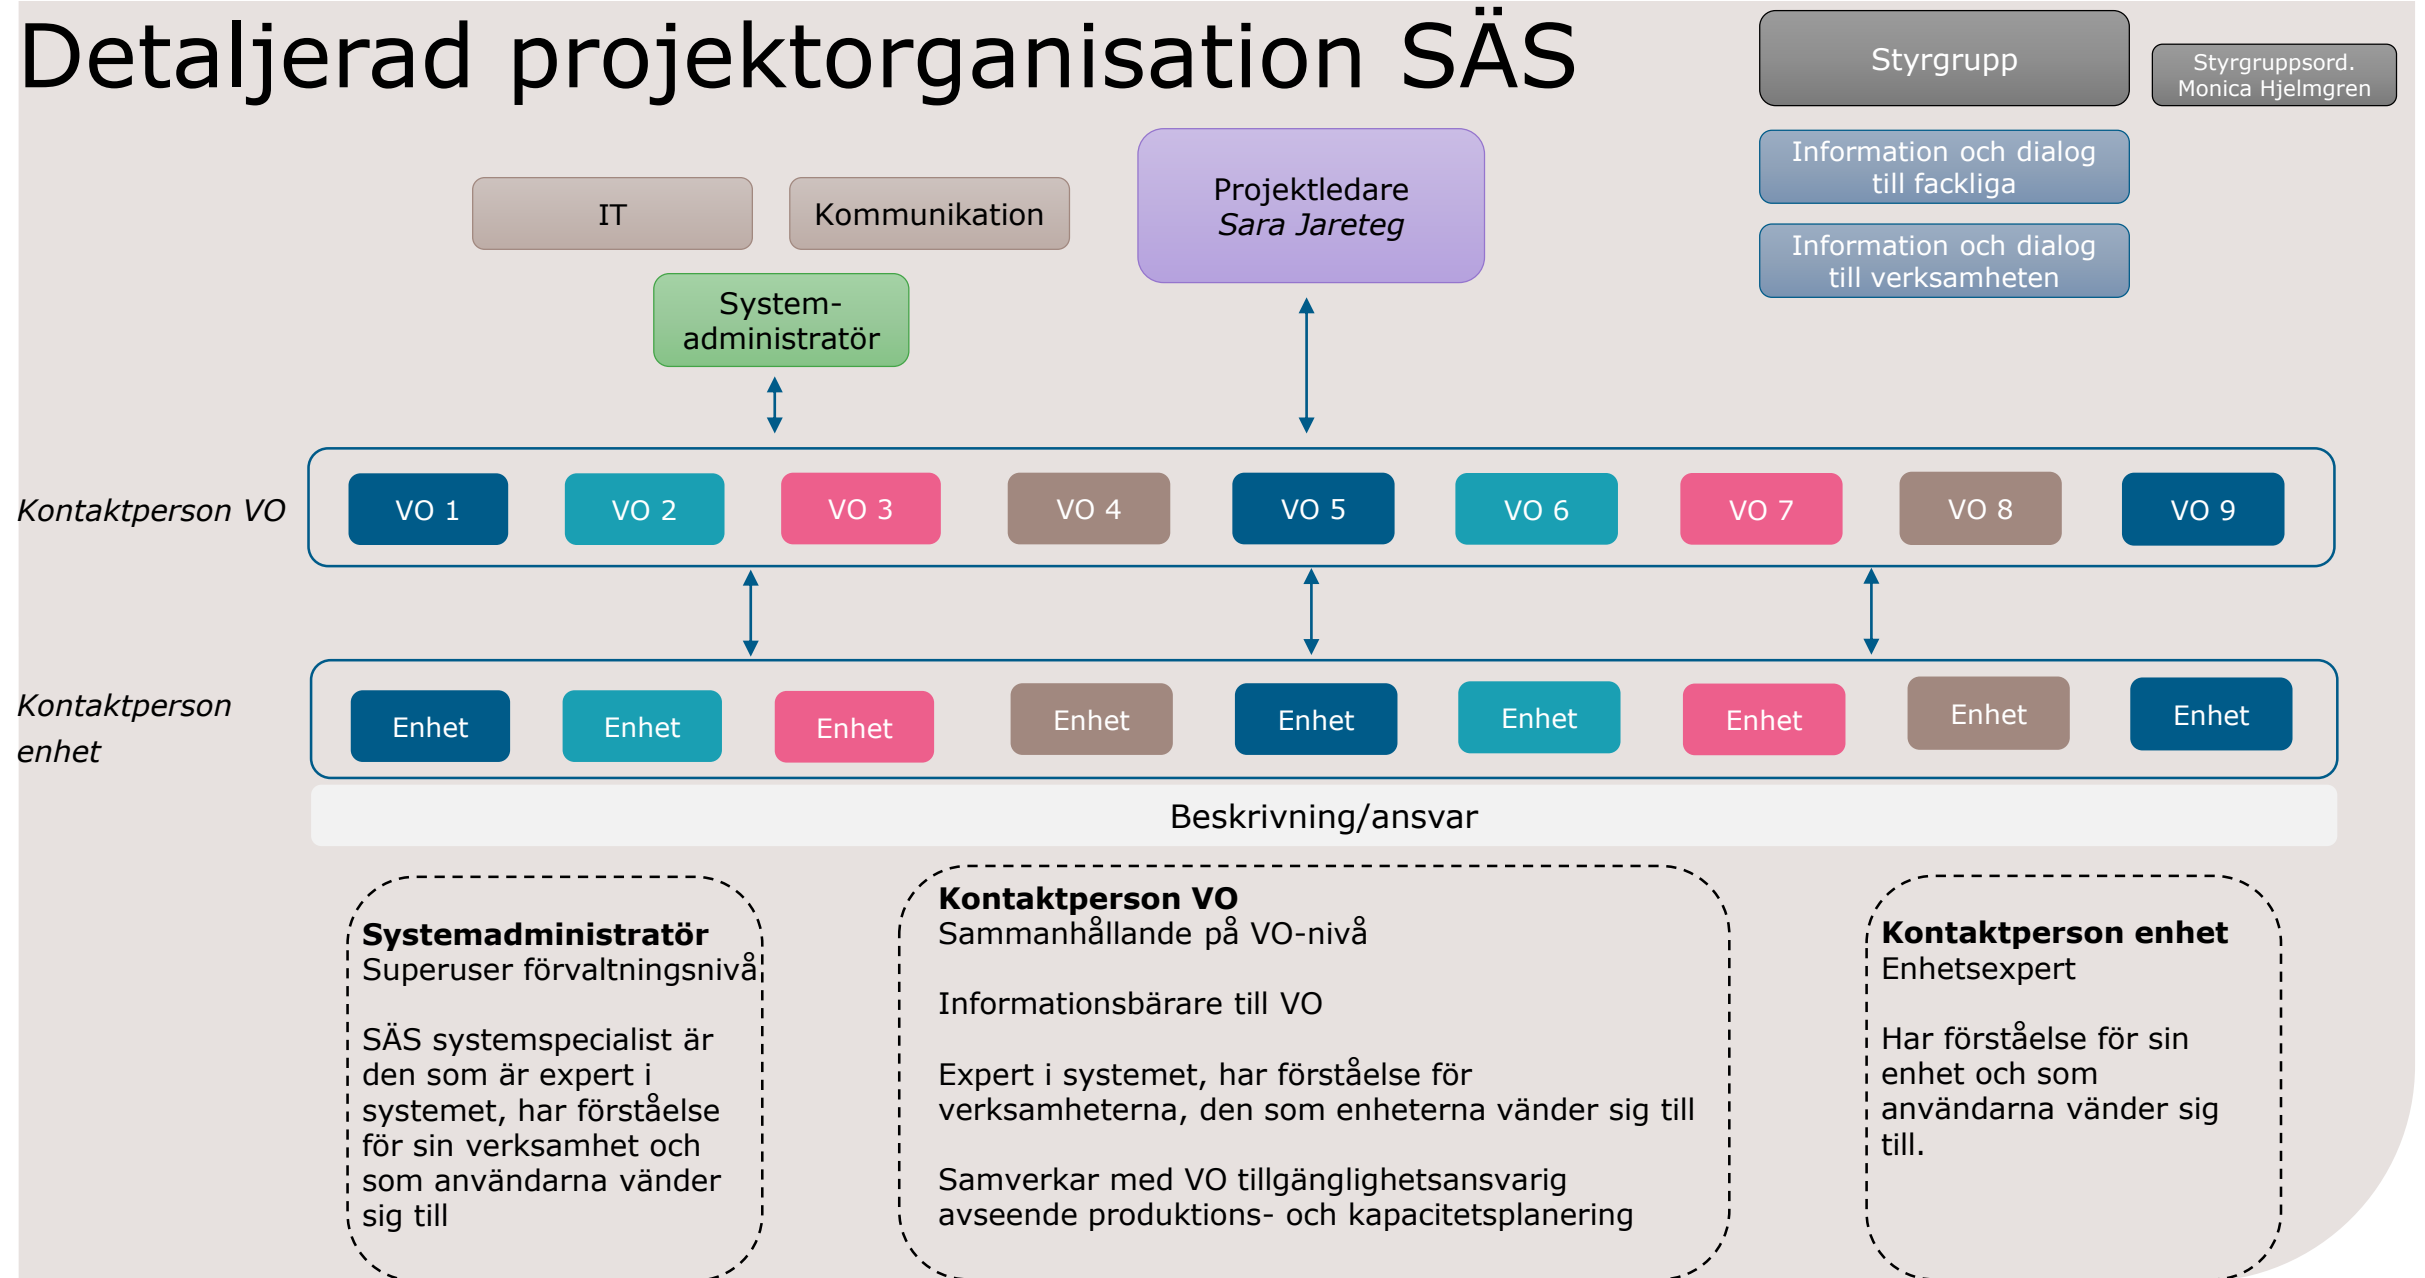 Detaljerad projektorganisation SÄS
Styrgrupp
Styrgruppsord.
Monica Hjelmgren
Information och dialog
till fackliga
Information och dialog
till verksamheten
Projektledare
Sara Jareteg
IT
Kommunikation
System-
administratör
Kontaktperson VO
VO 1
VO 2
VO 3
VO 4
VO 5
VO 6
VO 7
VO 8
VO 9
Kontaktperson
enhet
Enhet
Enhet
Enhet
Enhet
Enhet
Enhet
Enhet
Enhet
Enhet
Beskrivning/ansvar
Systemadministratör
Superuser förvaltningsnivå
SÄS systemspecialist är
den som är expert i
systemet, har förståelse
för sin verksamhet och
som användarna vänder
sig till
Kontaktperson VO
Sammanhållande på VO-nivå
Informationsbärare till VO
Expert i systemet, har förståelse för
verksamheterna, den som enheterna vänder sig till
Samverkar med VO tillgänglighetsansvarig
avseende produktions- och kapacitetsplanering
Kontaktperson enhet
Enhetsexpert
Har förståelse för sin
enhet och som
användarna vänder sig
till.